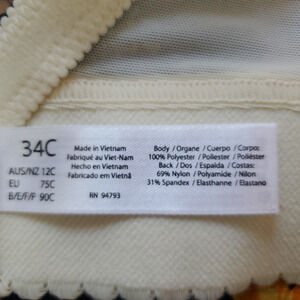 34C
AUS/NZ 12C
EU 75C
B/E/F/P 90C
Made in Vietnam
Fabriqué au Viet-Nam
Hecho en Vietnam
Fabricado em Vietnã
RN 94793
Body / Organe / Cuerpo / Corpo:
100% Polyester / Poliester / Poliéster
Back / Dos / Espalda / Costas:
69% Nylon / Polyamide / Nilon
31% Spandex / Elasthanne / Elastano